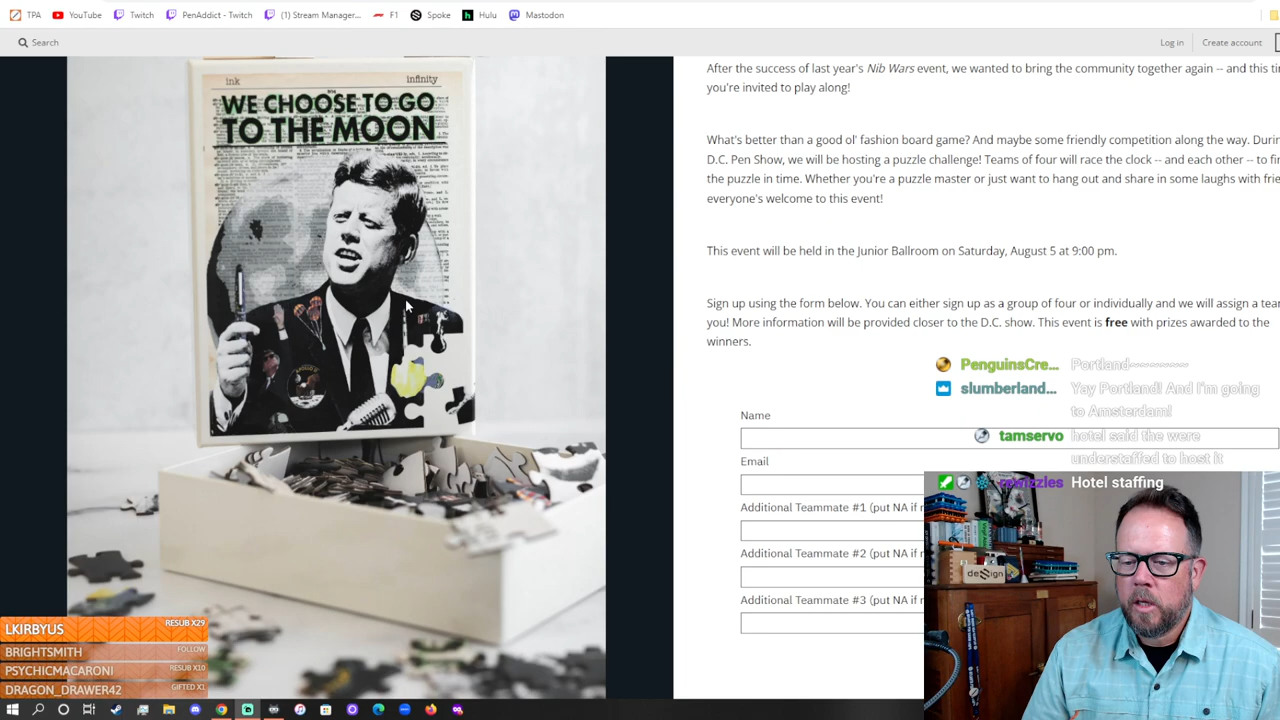 TPA
YouTube
Twitch
PenAddict - Twitch
(1) Stream Manager...
F1
Spoke
Hulu
Mastodon
Search
Log in
Create account
ink
infinity
WE CHOOSE TO GO
TO THE MOON
After the success of last year's Nib Wars event, we wanted to bring the community together again -- and this
you're invited to play along!
What's better than a good ol' fashion board game? And maybe some friendly competition along the way.
D.C. Pen Show, we will be hosting a puzzle challenge! Teams of four will race the clock -- and each other -- to
the puzzle in time. Whether you're a puzzle master or just want to hang out and share in some laughs with
everyone's welcome to this event!
This event will be held in the Junior Ballroom on Saturday, August 5 at 9:00 pm.
Sign up using the form below. You can either sign up as a group of four or individually and we will assign a
you! More information will be provided closer to the D.C. show. This event is free with prizes awarded to the
winners.
PenguinsCre... Portland~~~~~~~~~~
slumberland... Yay Portland! And I'm going
to Amsterdam!
tamservo hotel said the were
understaffed to host it
rewizzles Hotel staffing
Name
Email
Additional Teammate #1 (put NA if
Additional Teammate #2 (put NA if
Additional Teammate #3 (put NA if
deSign
LKIRBYUS RESUB X29
BRIGHTSMITH FOLLOW
PSYCHICMACARONI RESUB X10
DRAGON_DRAWER42 GIFTED X1